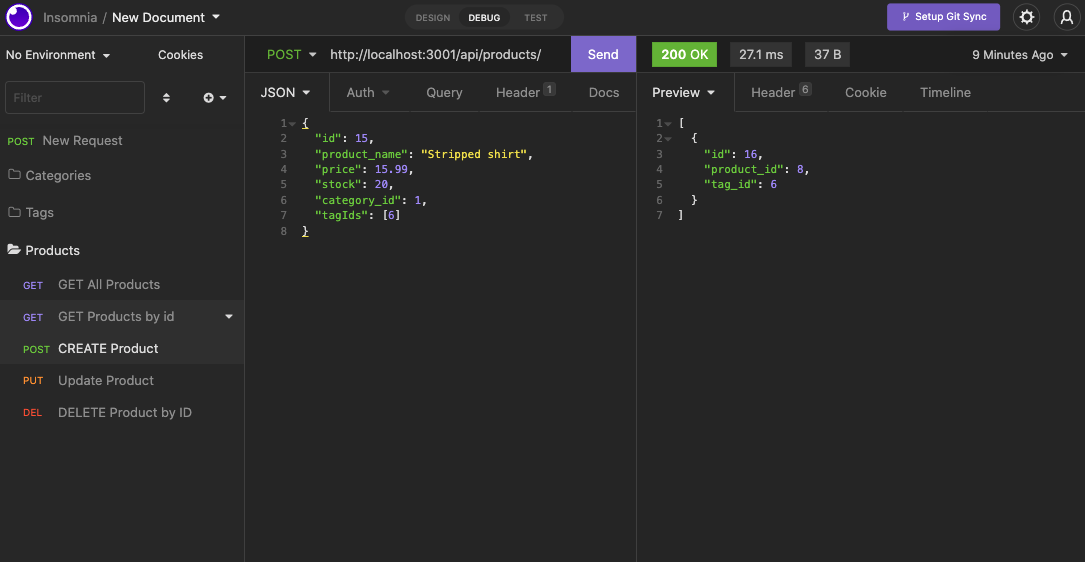 Insomnia / New Document
DESIGN DEBUG TEST
Setup Git Sync
No Environment
Cookies
POST http://localhost:3001/api/products/ Send
200 OK 27.1 ms 37 B 9 Minutes Ago
Filter
JSON Auth Query Header 1 Docs
Preview Header 6 Cookie Timeline
POST New Request
Categories
Tags
Products
GET GET All Products
GET GET Products by id
POST CREATE Product
PUT Update Product
DEL DELETE Product by ID
1 {
2 "id": 15,
3 "product_name": "Stripped shirt",
4 "price": 15.99,
5 "stock": 20,
6 "category_id": 1,
7 "tagIds": [6]
8 }
1 [
2 {
3 "id": 16,
4 "product_id": 8,
5 "tag_id": 6
6 }
7 ]